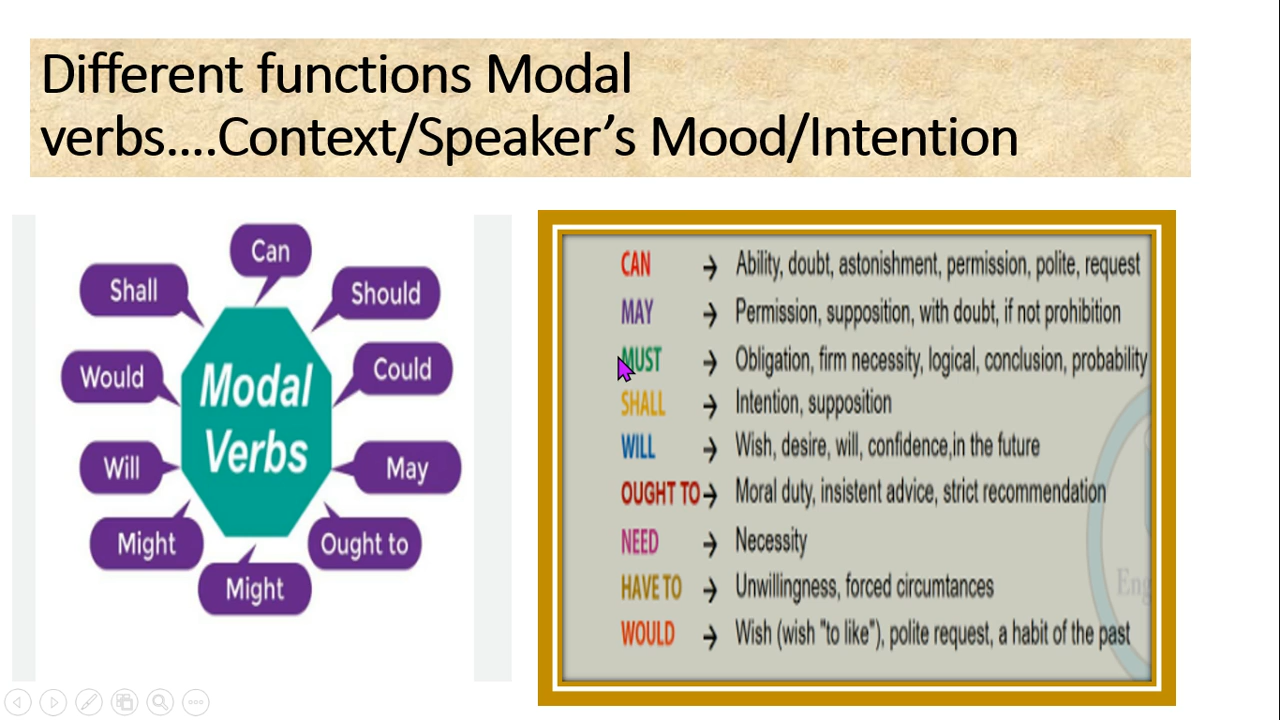 Different functions Modal
verbs....Context/Speaker’s Mood/Intention
Can
Shall
Should
Would
Could
Modal
Verbs
Will
May
Might
Ought to
Might
CAN → Ability, doubt, astonishment, permission, polite, request
MAY → Permission, supposition, with doubt, if not prohibition
MUST → Obligation, firm necessity, logical, conclusion, probability
SHALL → Intention, supposition
WILL → Wish, desire, will, confidence,in the future
OUGHT TO → Moral duty, insistent advice, strict recommendation
NEED → Necessity
HAVE TO → Unwillingness, forced circumtances
WOULD → Wish (wish "to like"), polite request, a habit of the past
Eng